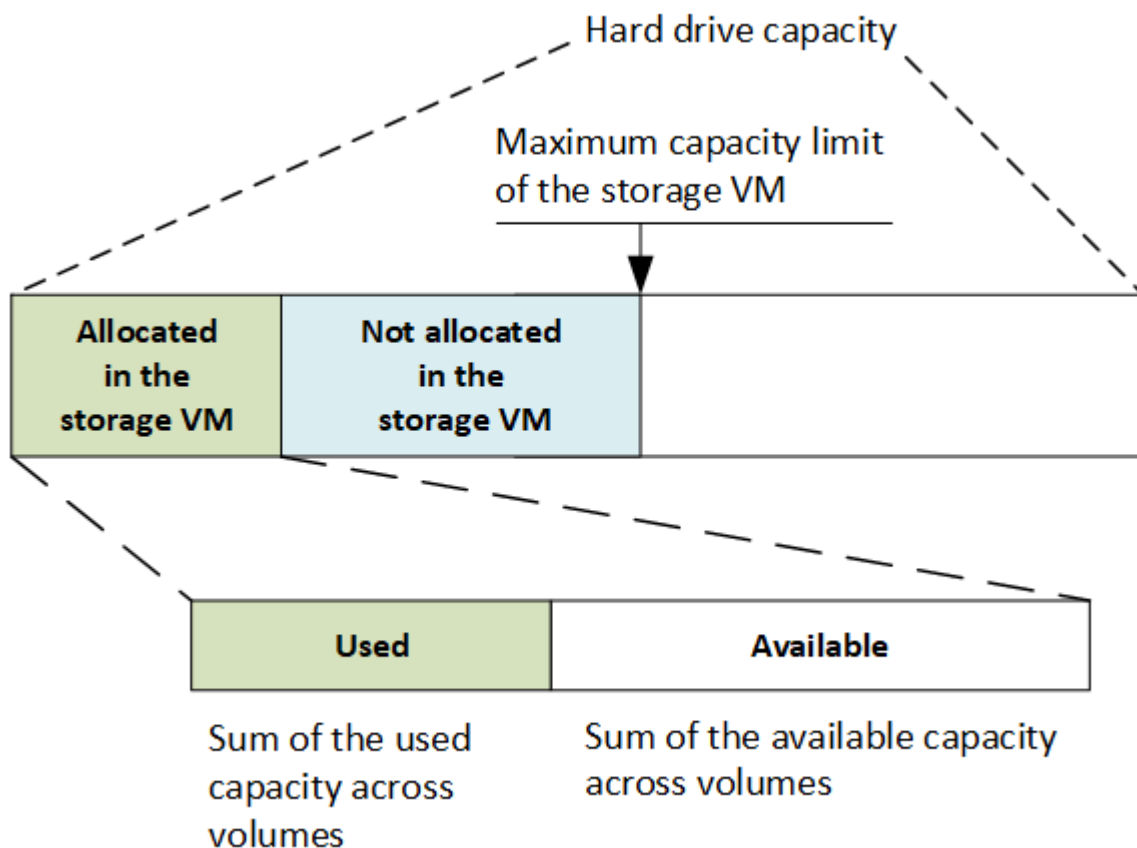 Hard drive capacity
Maximum capacity limit
of the storage VM
Allocated
in the
storage VM
Not allocated
in the
storage VM
Used
Available
Sum of the used
capacity across
volumes
Sum of the available capacity
across volumes